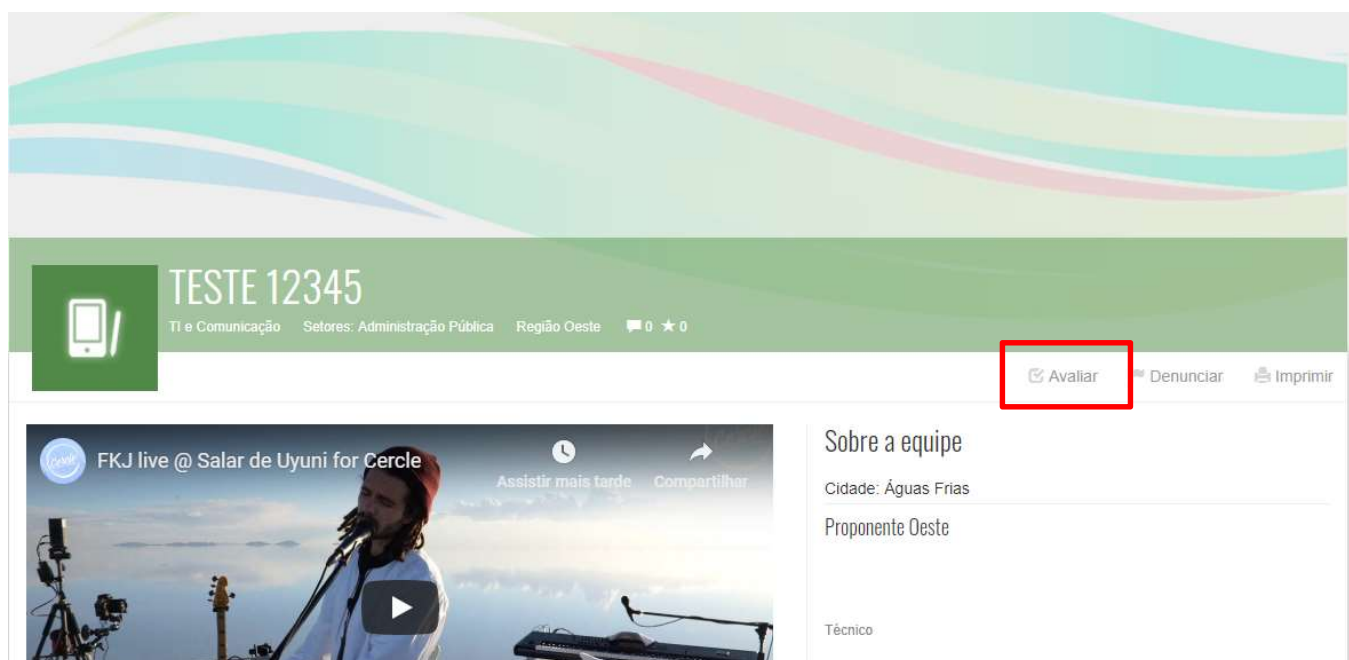 TESTE 12345
TI e Comunicação Setores: Administração Pública Região Oeste 0 ★ 0
Avaliar Denunciar Imprimir
FKJ live @ Salar de Uyuni for Cercle
Assistir mais tarde Compartilhar
Sobre a equipe
Cidade: Águas Frias
Proponente Oeste
Técnico